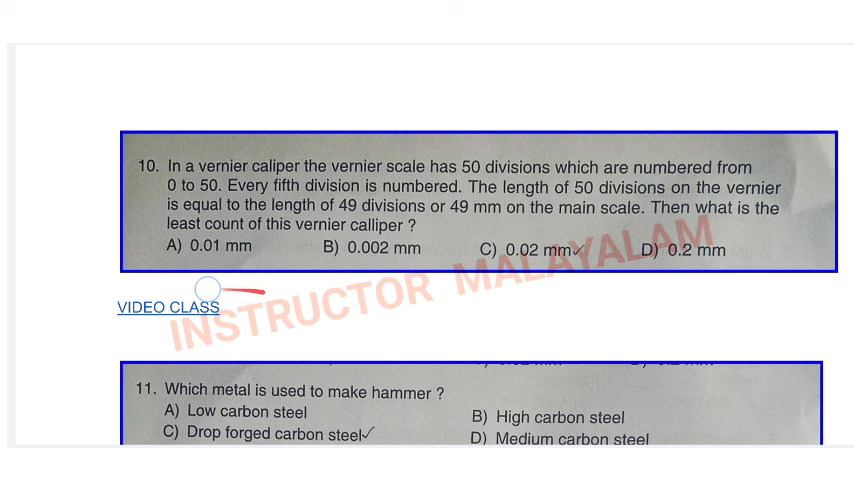 10. In a vernier caliper the vernier scale has 50 divisions which are numbered from
0 to 50. Every fifth division is numbered. The length of 50 divisions on the vernier
is equal to the length of 49 divisions or 49 mm on the main scale. Then what is the
least count of this vernier calliper ?
A) 0.01 mm B) 0.002 mm C) 0.02 mm✓ D) 0.2 mm
VIDEO CLASS
INSTRUCTOR MALAYALAM
11. Which metal is used to make hammer ?
A) Low carbon steel B) High carbon steel
C) Drop forged carbon steel✓ D) Medium carbon steel